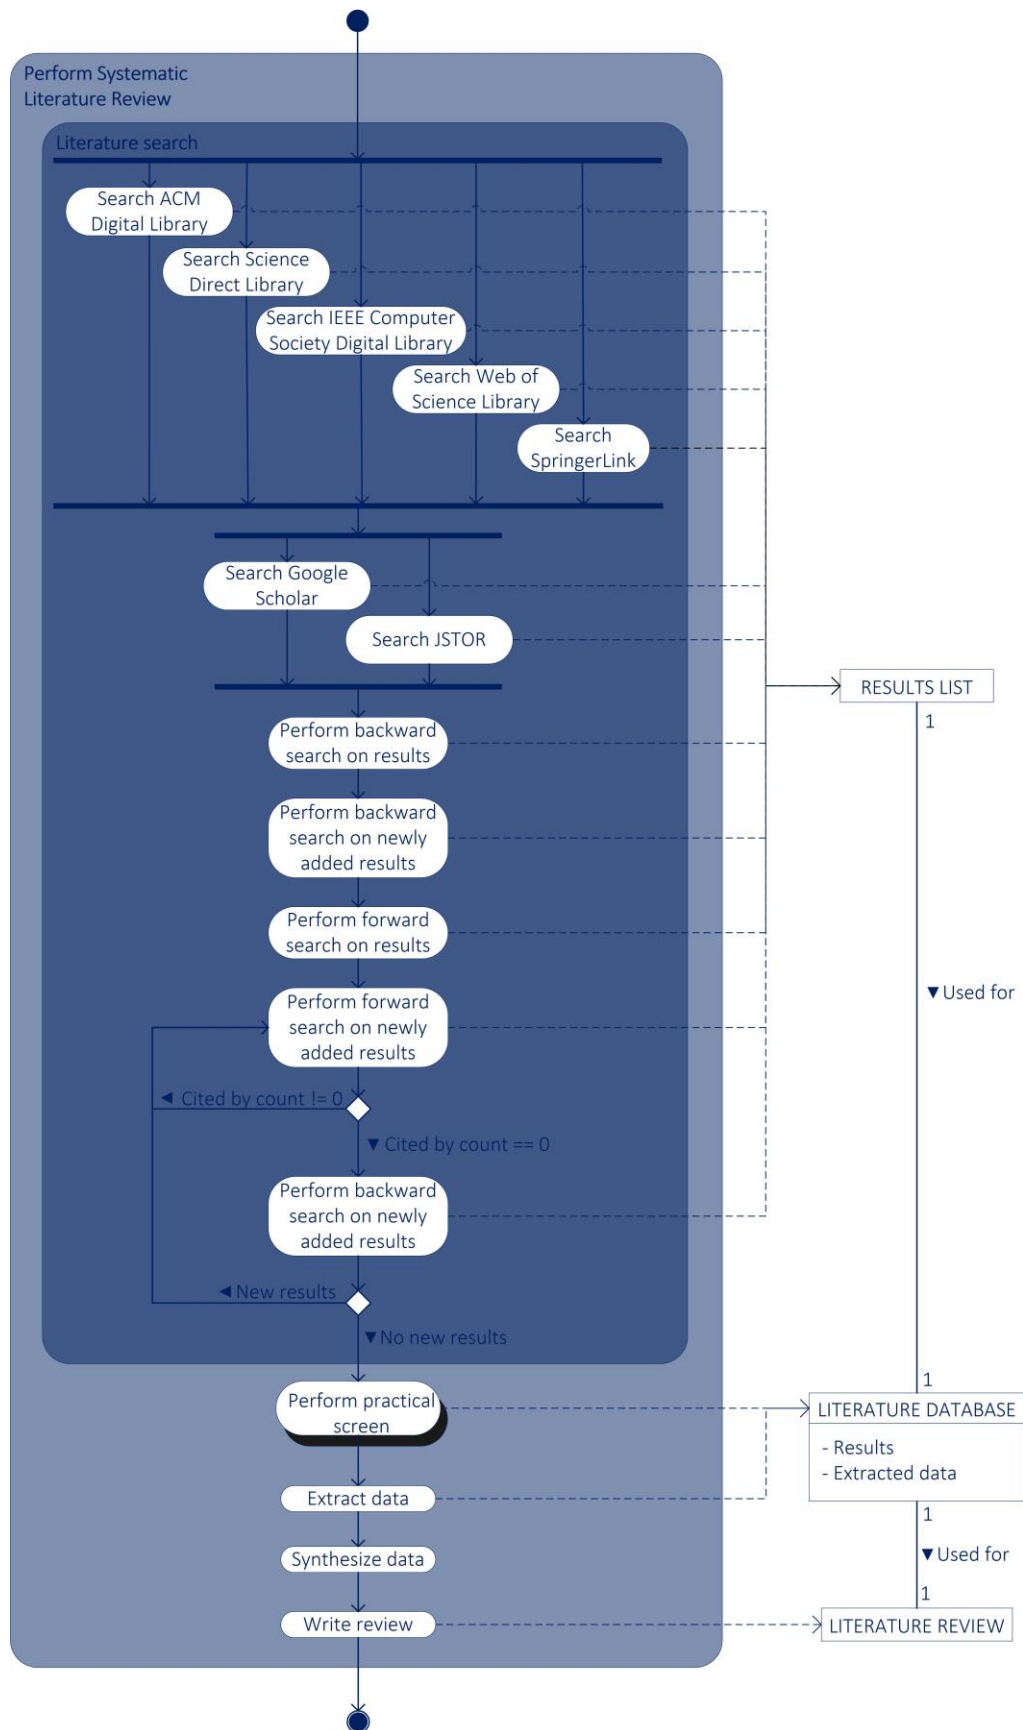 Perform Systematic
Literature Review
Literature search
Search ACM
Digital Library
Search Science
Direct Library
Search IEEE Computer
Society Digital Library
Search Web of
Science Library
Search
SpringerLink
Search Google
Scholar
Search JSTOR
RESULTS LIST
1
Perform backward
search on results
Perform backward
search on newly
added results
Perform forward
search on results
▼Used for
Perform forward
search on newly
added results
◄ Cited by count != 0
▼Cited by count == 0
Perform backward
search on newly
added results
◄New results
▼No new results
1
Perform practical
screen
LITERATURE DATABASE
- Results
- Extracted data
Extract data
1
Synthesize data
▼Used for
1
Write review
LITERATURE REVIEW